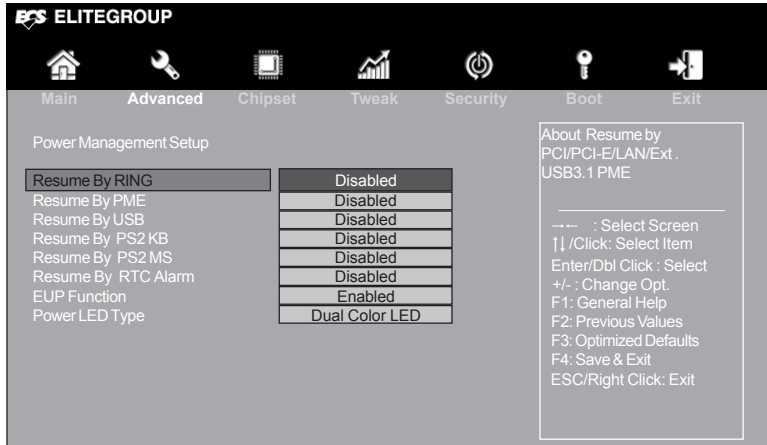 ECS ELITEGROUP
Main Advanced Chipset Tweak Security Boot Exit
Power Management Setup
Resume By RING Disabled
Resume By PME Disabled
Resume By USB Disabled
Resume By PS2 KB Disabled
Resume By PS2 MS Disabled
Resume By RTC Alarm Disabled
EUP Function Enabled
Power LED Type Dual Color LED
About Resume by
PCI/PCI-E/LAN/Ext .
USB3.1 PME
→← : Select Screen
↑↓/Click: Select Item
Enter/Dbl Click : Select
+/- : Change Opt.
F1: General Help
F2: Previous Values
F3: Optimized Defaults
F4: Save & Exit
ESC/Right Click: Exit